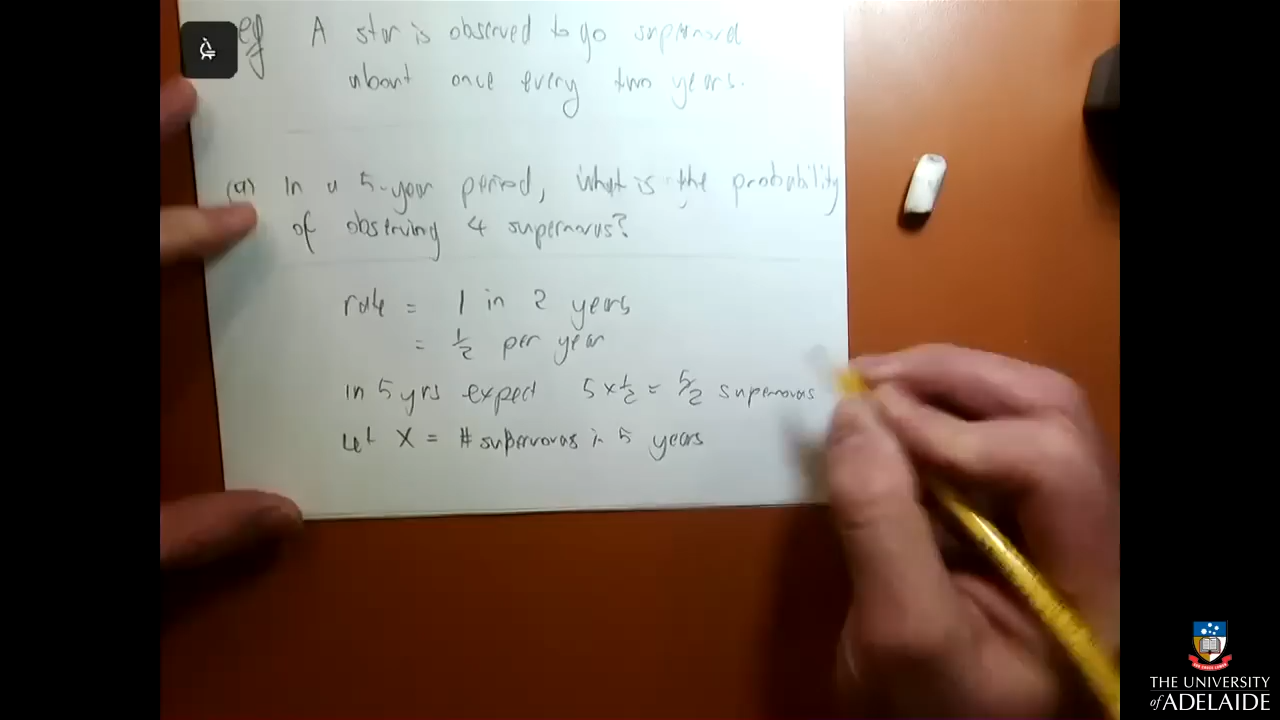 eg A star is observed to go supernova
about once every two years.
(a) In a 5-year period, what is the probability
of observing 4 supernovas?
rate = 1 in 2 years
= 1/2 per year
in 5 yrs expect 5 × 1/2 = 5/2 supernovas
Let X = # supernovas in 5 years
THE UNIVERSITY
of ADELAIDE